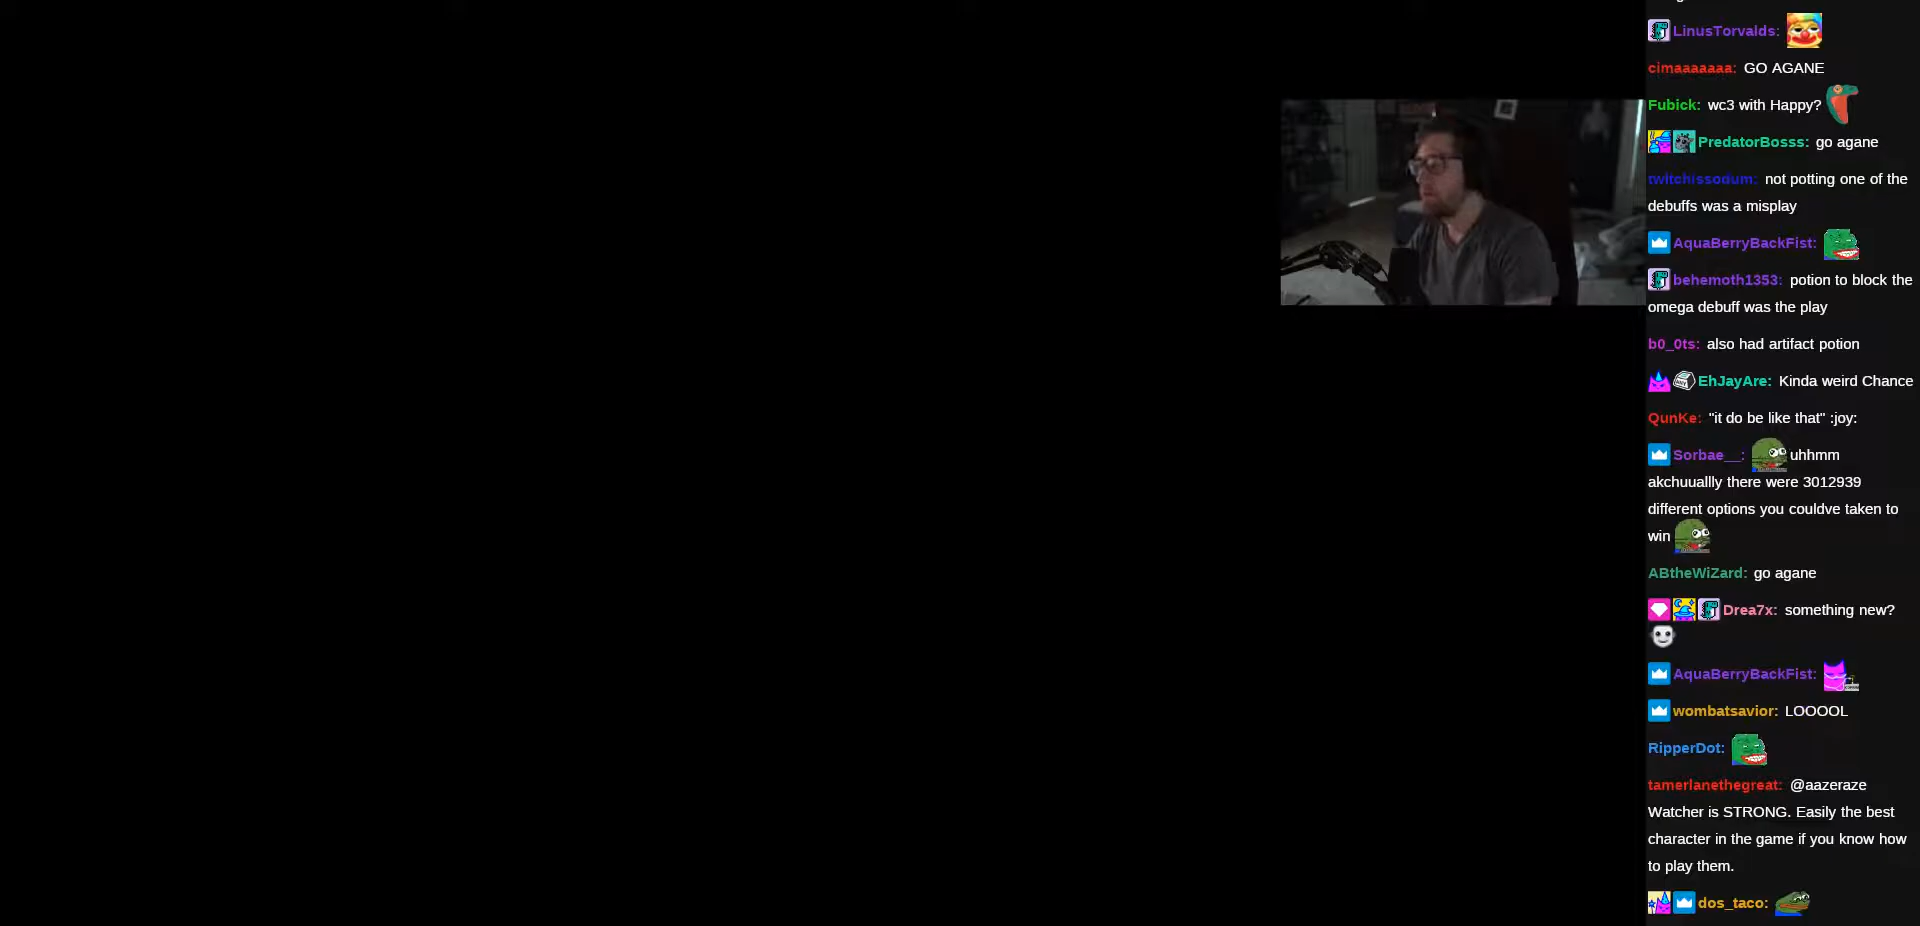 LinusTorvalds:
cimaaaaaaa: GO AGANE
Fubick: wc3 with Happy?
PredatorBosss: go agane
twitchissodum: not potting one of the
debuffs was a misplay
AquaBerryBackFist:
behemoth1353: potion to block the
omega debuff was the play
b0_0ts: also had artifact potion
EhJayAre: Kinda weird Chance
QunKe: "it do be like that" :joy:
Sorbae__: uhhmm
akchuuallly there were 3012939
different options you couldve taken to
win
ABtheWiZard: go agane
Drea7x: something new?
AquaBerryBackFist:
wombatsavior: LOOOOL
RipperDot:
tamerlanethegreat: @aazeraze
Watcher is STRONG. Easily the best
character in the game if you know how
to play them.
dos_taco: